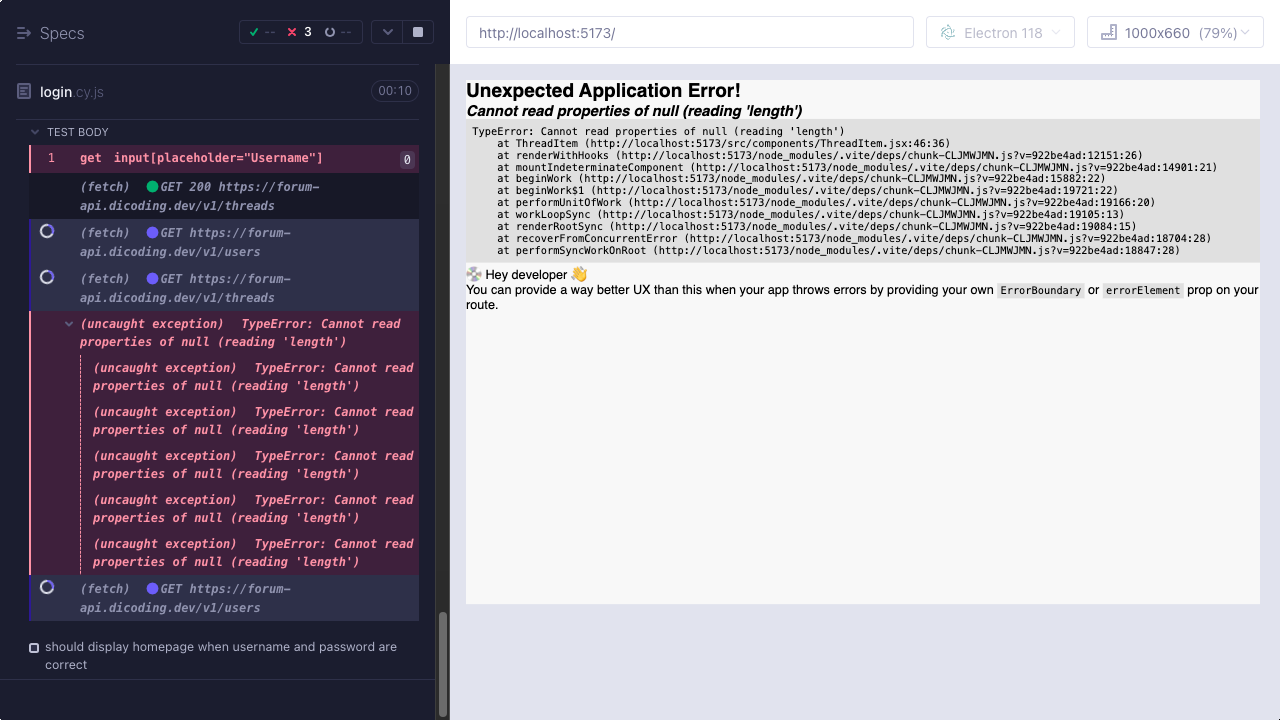 Specs
-- 3 --
login.cy.js 00:10
TEST BODY
1 get input[placeholder="Username"] 0
(fetch) GET 200 https://forum-
api.dicoding.dev/v1/threads
(fetch) GET https://forum-
api.dicoding.dev/v1/users
(fetch) GET https://forum-
api.dicoding.dev/v1/threads
(uncaught exception) TypeError: Cannot read
properties of null (reading 'length')
(uncaught exception) TypeError: Cannot read
properties of null (reading 'length')
(uncaught exception) TypeError: Cannot read
properties of null (reading 'length')
(uncaught exception) TypeError: Cannot read
properties of null (reading 'length')
(uncaught exception) TypeError: Cannot read
properties of null (reading 'length')
(uncaught exception) TypeError: Cannot read
properties of null (reading 'length')
(fetch) GET https://forum-
api.dicoding.dev/v1/users
should display homepage when username and password are
correct
http://localhost:5173/
Electron 118
1000x660 (79%)
Unexpected Application Error!
Cannot read properties of null (reading 'length')
TypeError: Cannot read properties of null (reading 'length')
at ThreadItem (http://localhost:5173/src/components/ThreadItem.jsx:46:36)
at renderWithHooks (http://localhost:5173/node_modules/.vite/deps/chunk-CLJMWJMN.js?v=922be4ad:12151:26)
at mountIndeterminateComponent (http://localhost:5173/node_modules/.vite/deps/chunk-CLJMWJMN.js?v=922be4ad:14901:21)
at beginWork (http://localhost:5173/node_modules/.vite/deps/chunk-CLJMWJMN.js?v=922be4ad:15882:22)
at beginWork$1 (http://localhost:5173/node_modules/.vite/deps/chunk-CLJMWJMN.js?v=922be4ad:19721:22)
at performUnitOfWork (http://localhost:5173/node_modules/.vite/deps/chunk-CLJMWJMN.js?v=922be4ad:19166:20)
at workLoopSync (http://localhost:5173/node_modules/.vite/deps/chunk-CLJMWJMN.js?v=922be4ad:19105:13)
at renderRootSync (http://localhost:5173/node_modules/.vite/deps/chunk-CLJMWJMN.js?v=922be4ad:19084:15)
at recoverFromConcurrentError (http://localhost:5173/node_modules/.vite/deps/chunk-CLJMWJMN.js?v=922be4ad:18704:28)
at performSyncWorkOnRoot (http://localhost:5173/node_modules/.vite/deps/chunk-CLJMWJMN.js?v=922be4ad:18847:28)
💿 Hey developer 👋
You can provide a way better UX than this when your app throws errors by providing your own ErrorBoundary or errorElement prop on your
route.